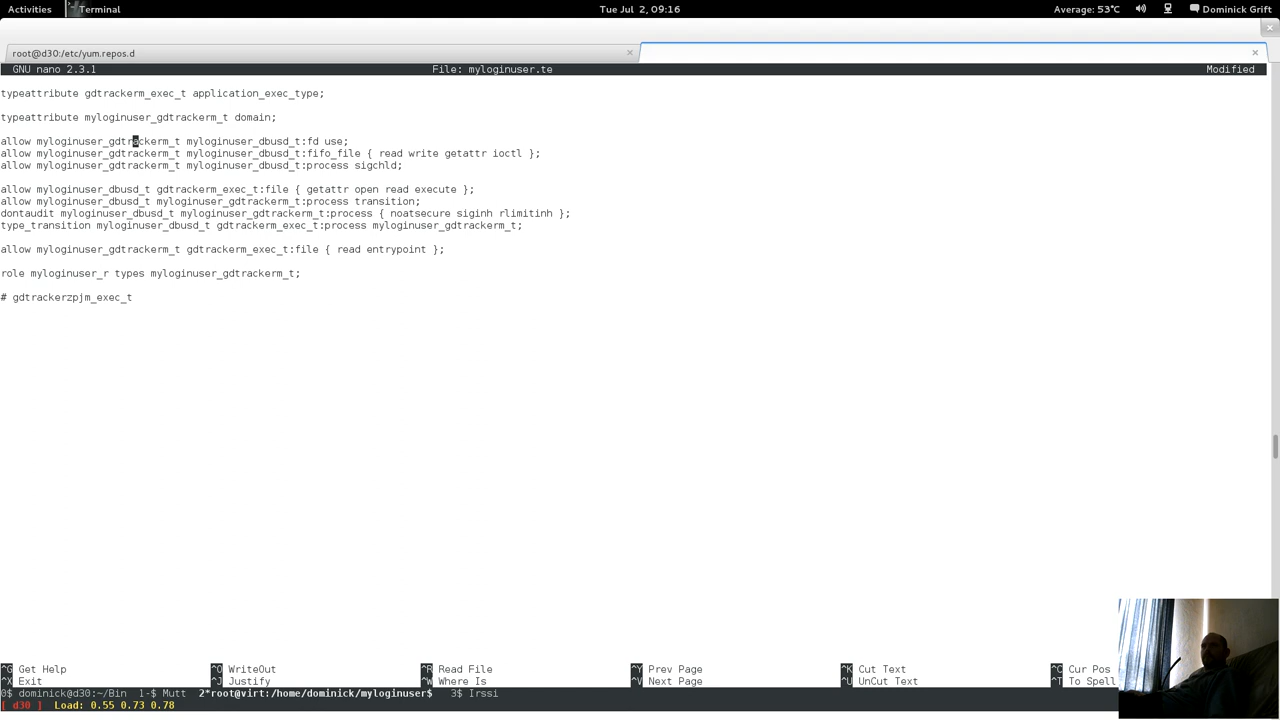 Activities Terminal Tue Jul 2, 09:16 Average: 53°C Dominick Grift
root@d30:/etc/yum.repos.d
GNU nano 2.3.1 File: myloginuser.te Modified
typeattribute gdtrackerm_exec_t application_exec_type;
typeattribute myloginuser_gdtrackerm_t domain;
allow myloginuser_gdtrackerm_t myloginuser_dbusd_t:fd use;
allow myloginuser_gdtrackerm_t myloginuser_dbusd_t:fifo_file { read write getattr ioctl };
allow myloginuser_gdtrackerm_t myloginuser_dbusd_t:process sigchld;
allow myloginuser_dbusd_t gdtrackerm_exec_t:file { getattr open read execute };
allow myloginuser_dbusd_t myloginuser_gdtrackerm_t:process transition;
dontaudit myloginuser_dbusd_t myloginuser_gdtrackerm_t:process { noatsecure siginh rlimitinh };
type_transition myloginuser_dbusd_t gdtrackerm_exec_t:process myloginuser_gdtrackerm_t;
allow myloginuser_gdtrackerm_t gdtrackerm_exec_t:file { read entrypoint };
role myloginuser_r types myloginuser_gdtrackerm_t;
# gdtrackerzpjm_exec_t
^G Get Help ^O WriteOut ^R Read File ^Y Prev Page ^K Cut Text ^C Cur Pos
^X Exit ^J Justify ^W Where Is ^V Next Page ^U UnCut Text ^T To Spell
0$ dominick@d30:~/Bin 1-$ Mutt 2*root@virt:/home/dominick/myloginuser$ 3$ Irssi
[ d30 ] Load: 0.55 0.73 0.78